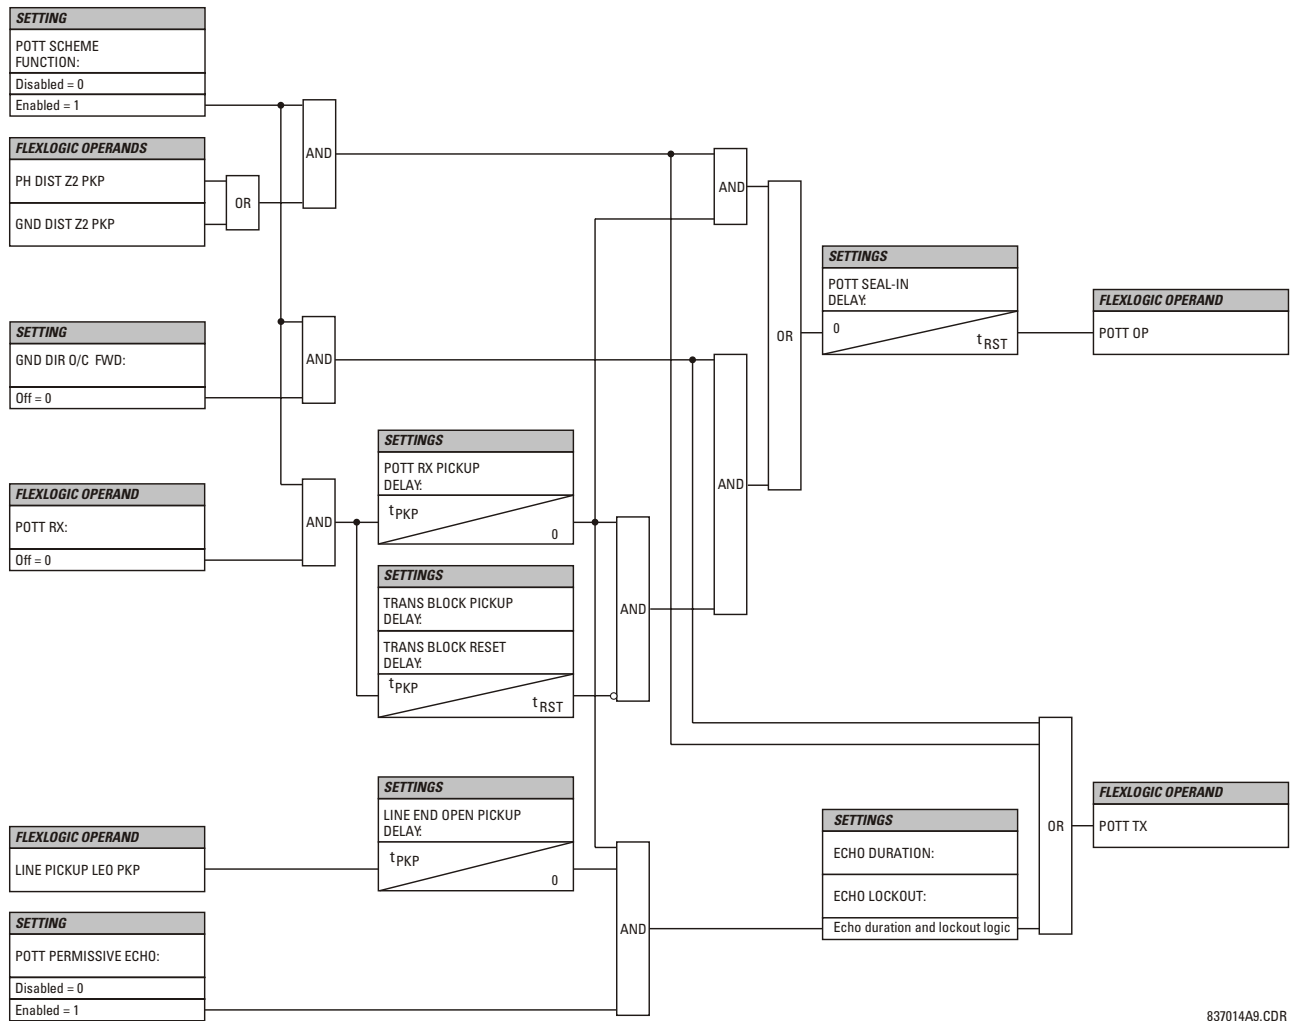 SETTING
POTT SCHEME
FUNCTION:
Disabled = 0
Enabled = 1
FLEXLOGIC OPERANDS
PH DIST Z2 PKP
GND DIST Z2 PKP
OR
AND
SETTING
GND DIR O/C FWD:
Off = 0
AND
FLEXLOGIC OPERAND
POTT RX:
Off = 0
AND
SETTINGS
POTT RX PICKUP
DELAY:
tPKP
0
SETTINGS
TRANS BLOCK PICKUP
DELAY:
TRANS BLOCK RESET
DELAY:
tPKP
tRST
AND
AND
AND
OR
SETTINGS
POTT SEAL-IN
DELAY:
0
tRST
FLEXLOGIC OPERAND
POTT OP
FLEXLOGIC OPERAND
LINE PICKUP LEO PKP
SETTINGS
LINE END OPEN PICKUP
DELAY:
tPKP
0
SETTING
POTT PERMISSIVE ECHO:
Disabled = 0
Enabled = 1
AND
SETTINGS
ECHO DURATION:
ECHO LOCKOUT:
Echo duration and lockout logic
OR
FLEXLOGIC OPERAND
POTT TX
837014A9.CDR